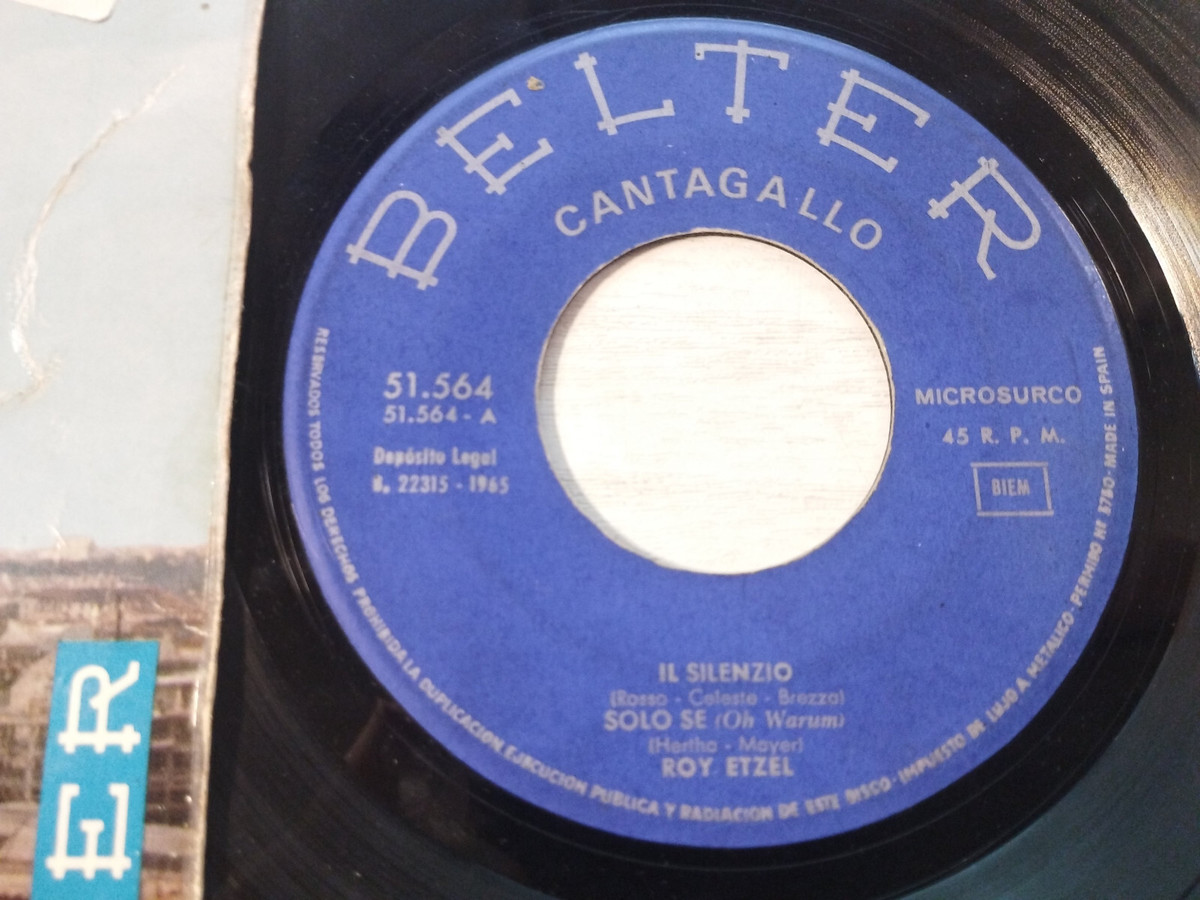 BELTER
CANTAGALLO
51.564
51.564 - A
Depósito Legal
B. 22315 - 1965
MICROSURCO
45 R. P. M.
BIEM
IL SILENZIO
(Rosso - Celeste - Brezza)
SOLO SE (Oh Warum)
(Hertha - Mayer)
ROY ETZEL
RESERVADOS TODOS LOS DERECHOS PROHIBIDA LA DUPLICACION, EJECUCION PUBLICA Y RADIACION DE ESTE DISCO - IMPUESTO DE LUJO A METALICO - PERMISO Nº 5750 - MADE IN SPAIN
ER